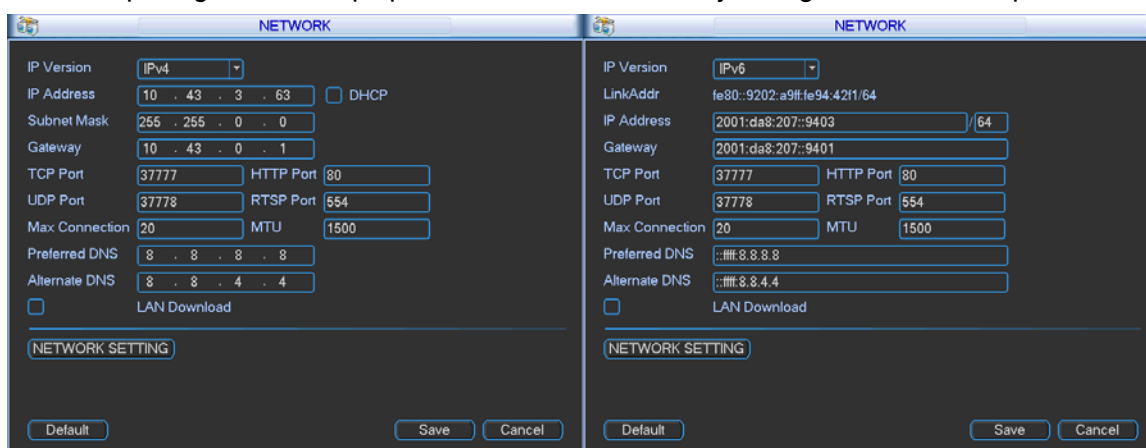 NETWORK
IP Version IPv4
IP Address 10 . 43 . 3 . 63 DHCP
Subnet Mask 255 . 255 . 0 . 0
Gateway 10 . 43 . 0 . 1
TCP Port 37777 HTTP Port 80
UDP Port 37778 RTSP Port 554
Max Connection 20 MTU 1500
Preferred DNS 8 . 8 . 8 . 8
Alternate DNS 8 . 8 . 4 . 4
LAN Download
NETWORK SETTING
Default Save Cancel
NETWORK
IP Version IPv6
LinkAddr fe80::9202:a9ff:fe94:42f1/64
IP Address 2001:da8:207::9403 / 64
Gateway 2001:da8:207::9401
TCP Port 37777 HTTP Port 80
UDP Port 37778 RTSP Port 554
Max Connection 20 MTU 1500
Preferred DNS ::ffff:8.8.8.8
Alternate DNS ::ffff:8.8.4.4
LAN Download
NETWORK SETTING
Default Save Cancel